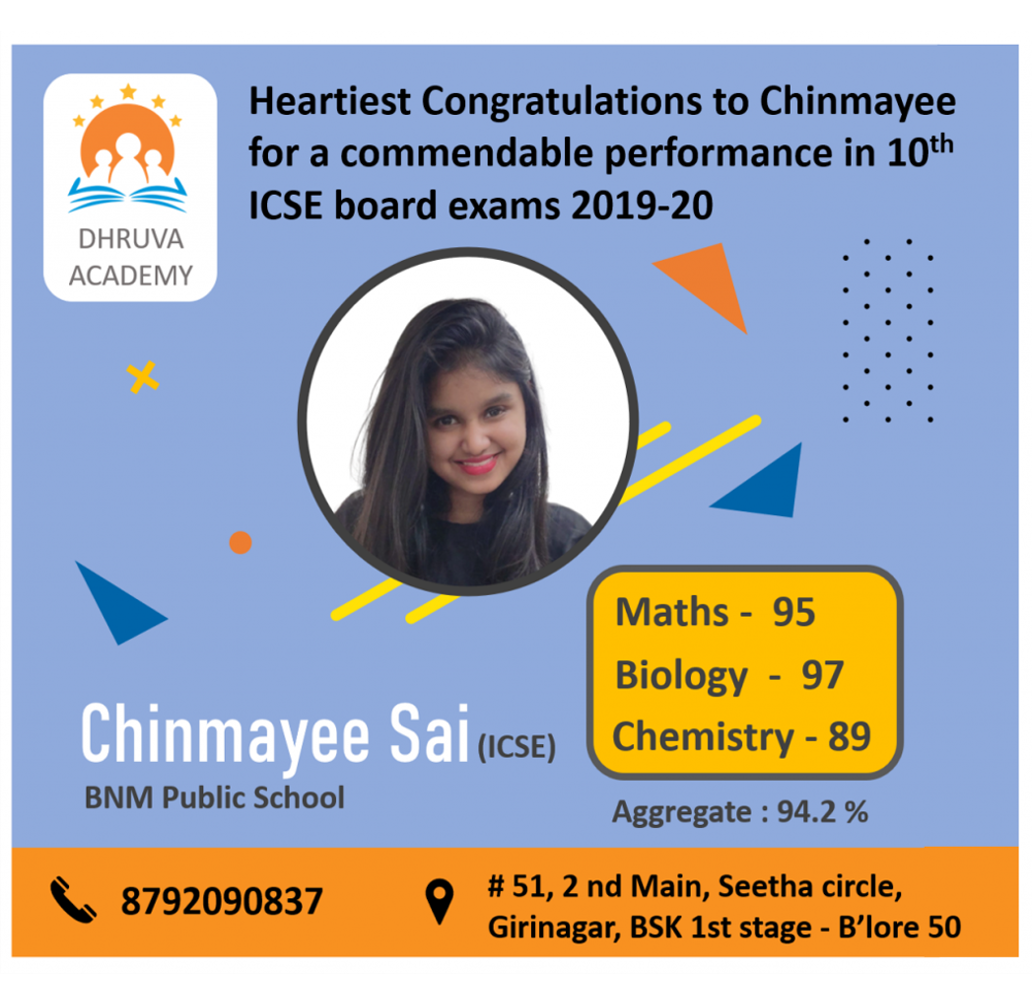 DHRUVA
ACADEMY
Heartiest Congratulations to Chinmayee
for a commendable performance in 10th
ICSE board exams 2019-20
Chinmayee Sai (ICSE)
BNM Public School
Maths - 95
Biology - 97
Chemistry - 89
Aggregate : 94.2 %
8792090837
# 51, 2 nd Main, Seetha circle,
Girinagar, BSK 1st stage - B'lore 50